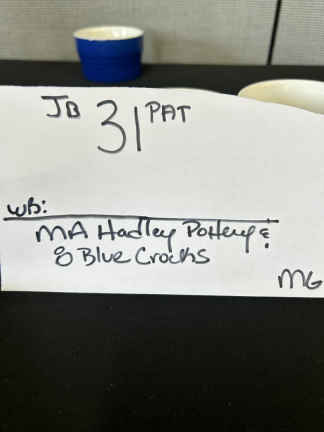 JB 31 PAT
WB:
MA Hadley Pottery &
8 Blue Crocks
MG